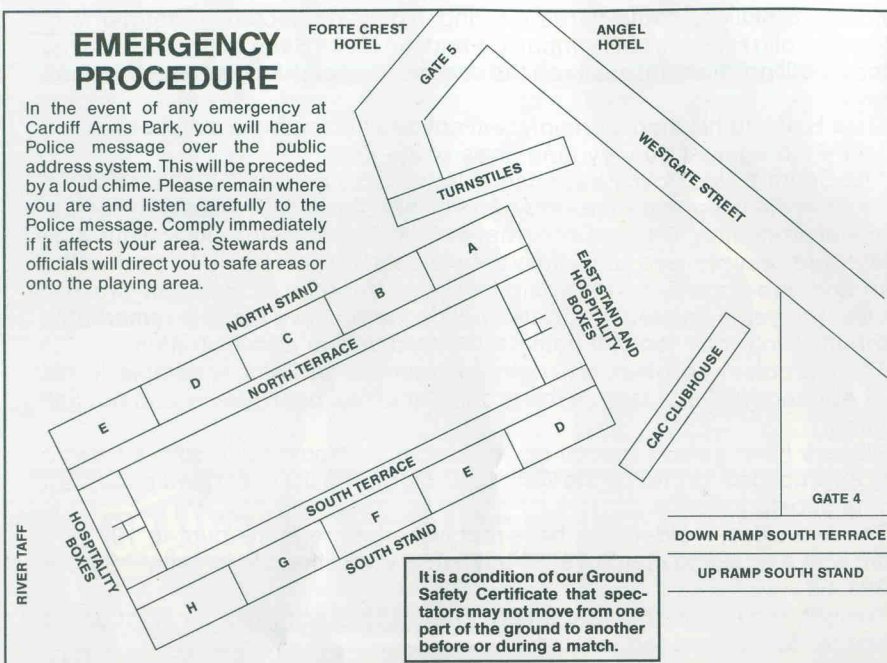 EMERGENCY
PROCEDURE
In the event of any emergency at
Cardiff Arms Park, you will hear a
Police message over the public
address system. This will be preceded
by a loud chime. Please remain where
you are and listen carefully to the
Police message. Comply immediately
if it affects your area. Stewards and
officials will direct you to safe areas or
onto the playing area.
FORTE CREST
HOTEL
GATE 5
ANGEL
HOTEL
WESTGATE STREET
TURNSTILES
NORTH STAND
A
B
C
D
E
NORTH TERRACE
EAST STAND AND
HOSPITALITY
BOXES
CAC CLUBHOUSE
RIVER TAFF
HOSPITALITY
BOXES
SOUTH TERRACE
D
E
F
G
H
SOUTH STAND
GATE 4
DOWN RAMP SOUTH TERRACE
UP RAMP SOUTH STAND
It is a condition of our Ground
Safety Certificate that spec-
tators may not move from one
part of the ground to another
before or during a match.